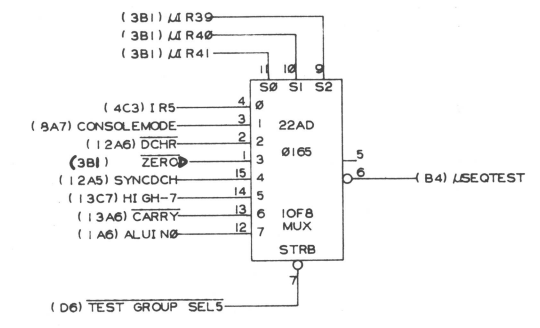 (3B1) μIR39
(3B1) μIR40
(3B1) μIR41
11 10 9
S0 S1 S2
(4C3) IR5 4 0
(8A7) CONSOLEMODE 3 1 22AD
(12A6) DCHR 2 2 0165
(3B1) ZERO 1 3 5
(12A5) SYNCDCH 15 4 6 (B4) μSEQTEST
(13C7) HIGH-7 14 5
(13A6) CARRY 13 6 1OF8
(1A6) ALUIN0 12 7 MUX
STRB
7
(D6) TEST GROUP SEL5